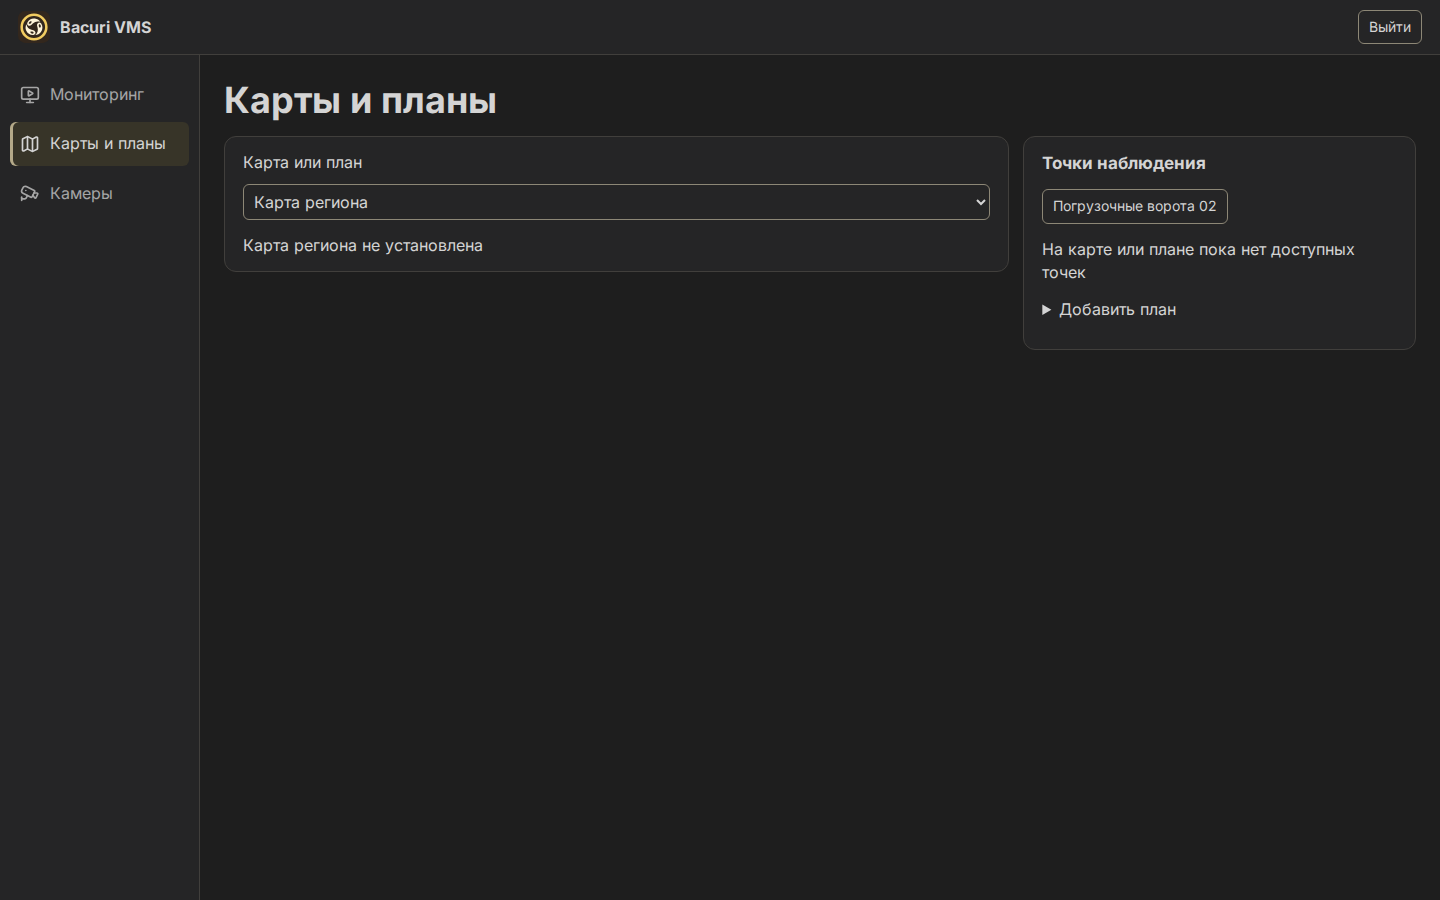 Bacuri VMS
Выйти
Мониторинг
Карты и планы
Камеры
Карты и планы
Карта или план
Карта региона
Карта региона не установлена
Точки наблюдения
Погрузочные ворота 02
На карте или плане пока нет доступных
точек
Добавить план